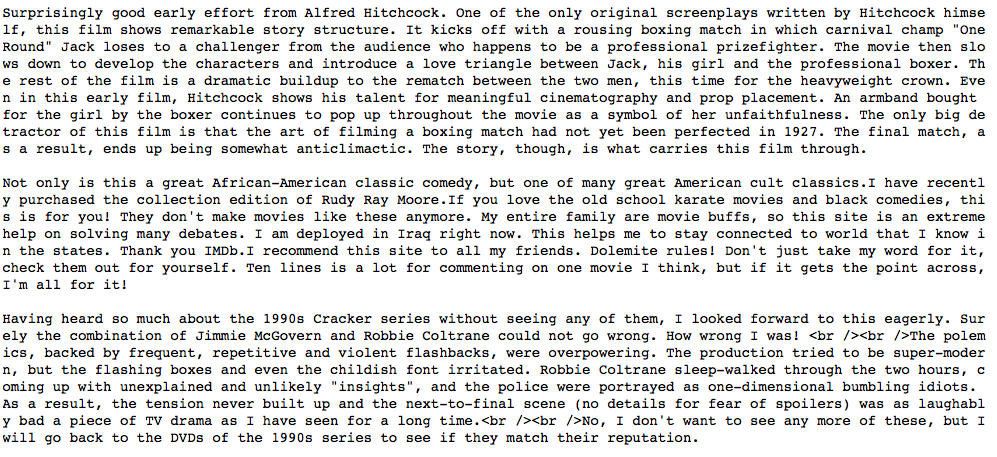 Surprisingly good early effort from Alfred Hitchcock. One of the only original screenplays written by Hitchcock himse
lf, this film shows remarkable story structure. It kicks off with a rousing boxing match in which carnival champ "One
Round" Jack loses to a challenger from the audience who happens to be a professional prizefighter. The movie then slo
ws down to develop the characters and introduce a love triangle between Jack, his girl and the professional boxer. Th
e rest of the film is a dramatic buildup to the rematch between the two men, this time for the heavyweight crown. Eve
n in this early film, Hitchcock shows his talent for meaningful cinematography and prop placement. An armband bought
for the girl by the boxer continues to pop up throughout the movie as a symbol of her unfaithfulness. The only big de
tractor of this film is that the art of filming a boxing match had not yet been perfected in 1927. The final match, a
s a result, ends up being somewhat anticlimactic. The story, though, is what carries this film through.

Not only is this a great African-American classic comedy, but one of many great American cult classics.I have recentl
y purchased the collection edition of Rudy Ray Moore.If you love the old school karate movies and black comedies, thi
s is for you! They don't make movies like these anymore. My entire family are movie buffs, so this site is an extreme
help on solving many debates. I am deployed in Iraq right now. This helps me to stay connected to world that I know i
n the states. Thank you IMDb.I recommend this site to all my friends. Dolemite rules! Don't just take my word for it,
check them out for yourself. Ten lines is a lot for commenting on one movie I think, but if it gets the point across,
I'm all for it!

Having heard so much about the 1990s Cracker series without seeing any of them, I looked forward to this eagerly. Sur
ely the combination of Jimmie McGovern and Robbie Coltrane could not go wrong. How wrong I was! <br /><br />The polem
ics, backed by frequent, repetitive and violent flashbacks, were overpowering. The production tried to be super-moder
n, but the flashing boxes and even the childish font irritated. Robbie Coltrane sleep-walked through the two hours, c
oming up with unexplained and unlikely "insights", and the police were portrayed as one-dimensional bumbling idiots.
As a result, the tension never built up and the next-to-final scene (no details for fear of spoilers) was as laughabl
y bad a piece of TV drama as I have seen for a long time.<br /><br />No, I don't want to see any more of these, but I
will go back to the DVDs of the 1990s series to see if they match their reputation.